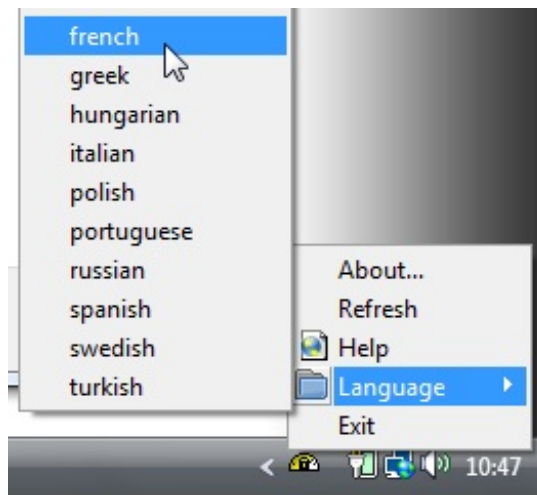 french
greek
hungarian
italian
polish
portuguese
russian
spanish
swedish
turkish
About...
Refresh
Help
Language
Exit
10:47